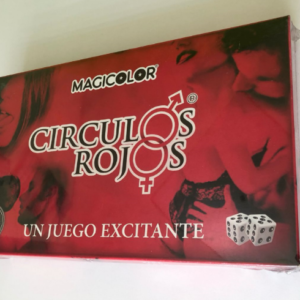 MAGICOLOR®
CIRCULOS®
ROJOS
UN JUEGO EXCITANTE